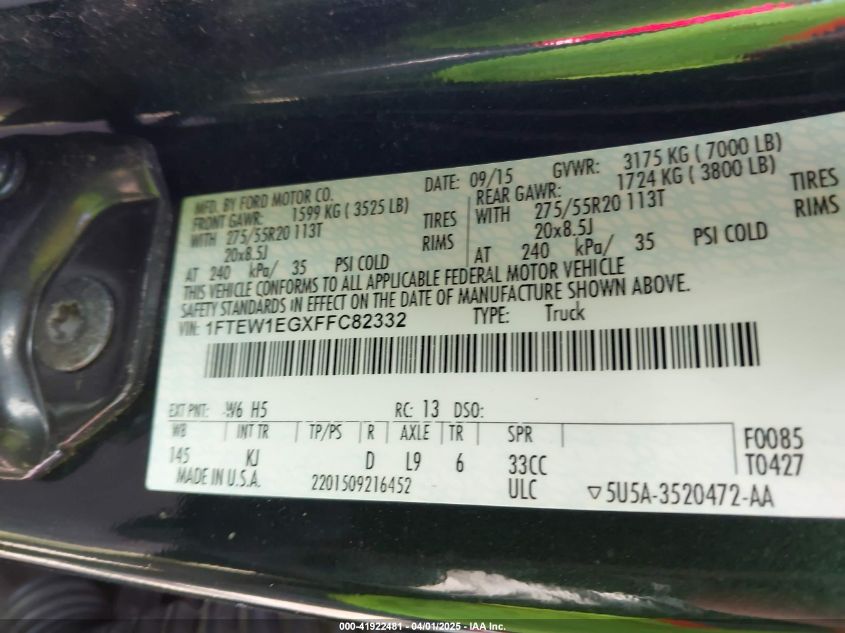 MFD. BY FORD MOTOR CO.
DATE: 09/15 GVWR: 3175 KG ( 7000 LB)
FRONT GAWR: 1599 KG ( 3525 LB)
REAR GAWR: 1724 KG ( 3800 LB)
WITH 275/55R20 113T TIRES
WITH 275/55R20 113T TIRES
20x8.5J RIMS
20x8.5J RIMS
AT 240 kPa/ 35 PSI COLD
AT 240 kPa/ 35 PSI COLD
THIS VEHICLE CONFORMS TO ALL APPLICABLE FEDERAL MOTOR VEHICLE
SAFETY STANDARDS IN EFFECT ON THE DATE OF MANUFACTURE SHOWN ABOVE.
VIN: 1FTEW1EGXFFC82332 TYPE: Truck
EXT PNT: W6 H5 RC: 13 DSO:
WB INT TR TP/PS R AXLE TR SPR F0085
145 KJ D L9 6 33CC T0427
MADE IN U.S.A. 2201509216452 ULC ▽5U5A-3520472-AA
000-41922481 - 04/01/2025 - IAA Inc.